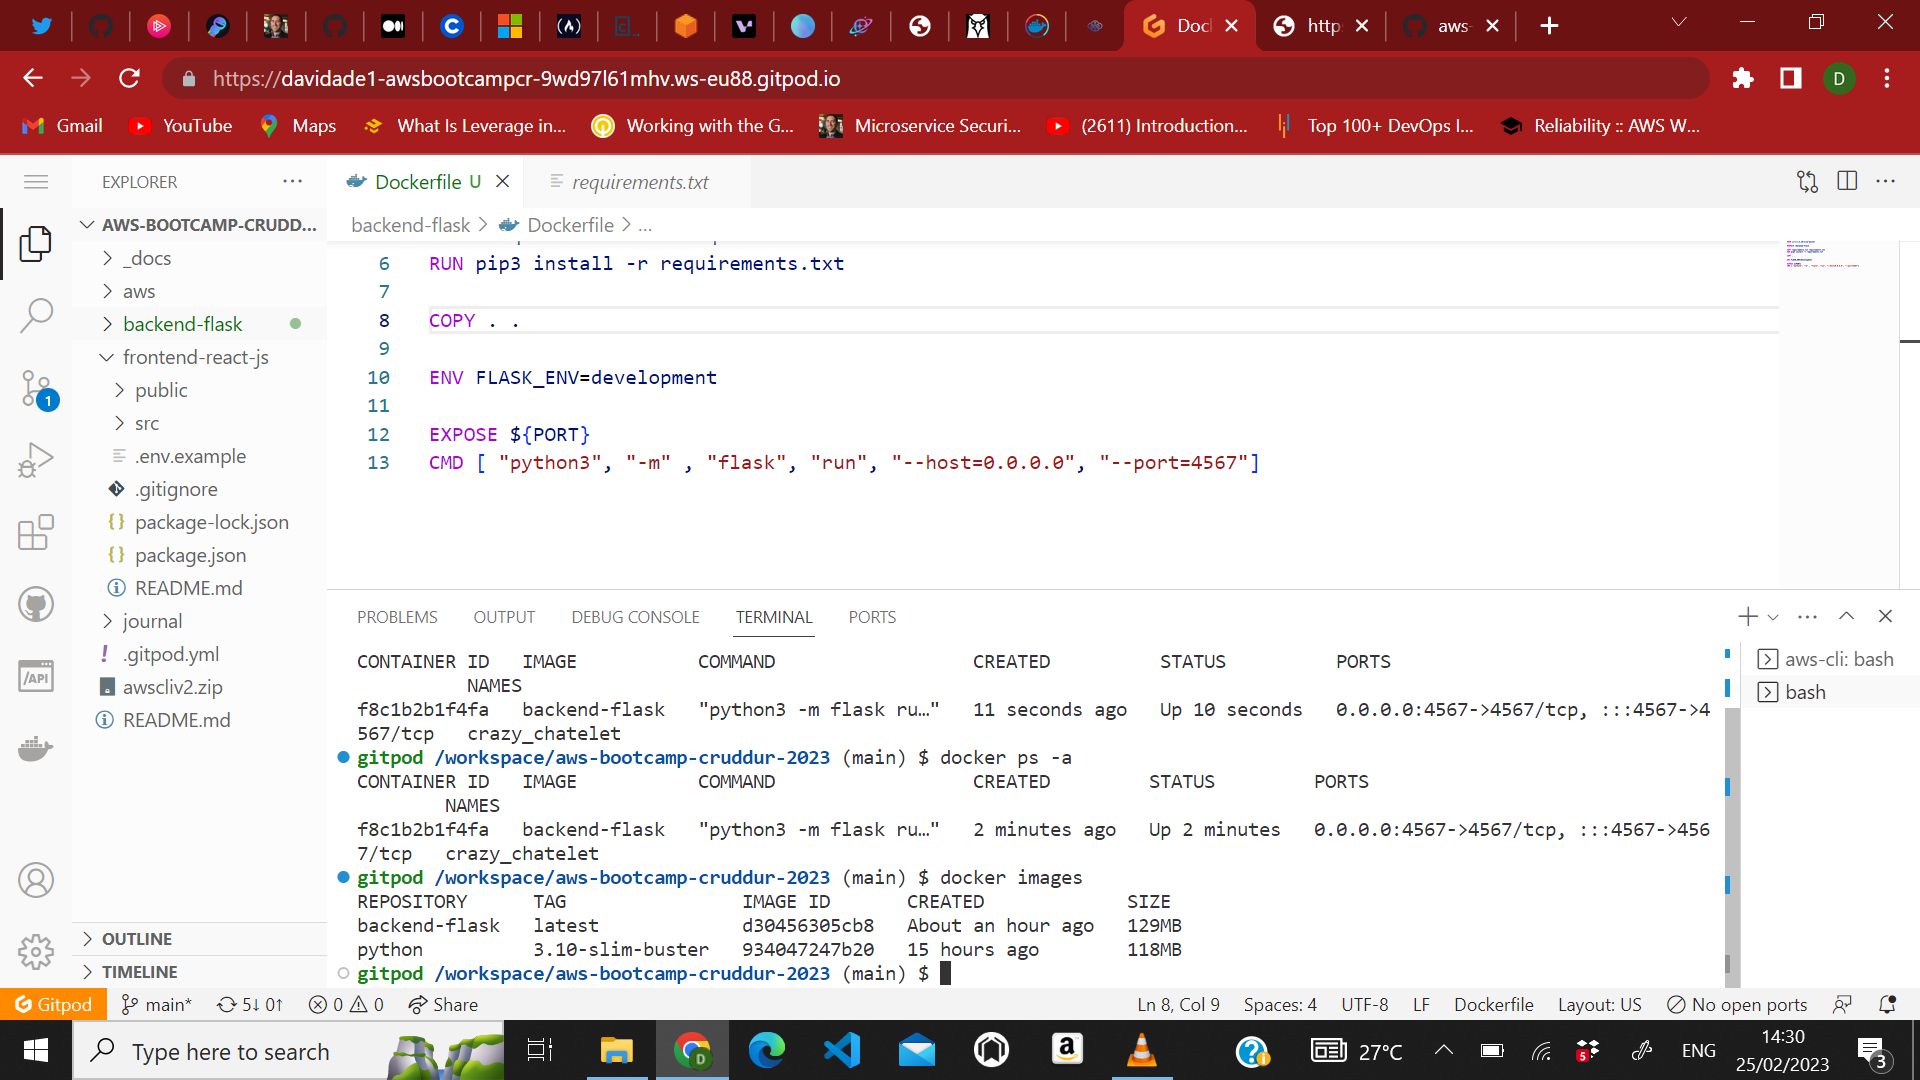 Docl
http
aws-
https://davidade1-awsbootcampcr-9wd97l61mhv.ws-eu88.gitpod.io
D
Gmail
YouTube
Maps
What Is Leverage in...
Working with the G...
Microservice Securi...
(2611) Introduction...
Top 100+ DevOps I...
Reliability :: AWS W...
EXPLORER
Dockerfile U
requirements.txt
AWS-BOOTCAMP-CRUDD...
backend-flask > Dockerfile > ...
_docs
aws
backend-flask
frontend-react-js
public
src
.env.example
.gitignore
package-lock.json
package.json
README.md
journal
.gitpod.yml
awscliv2.zip
README.md
OUTLINE
TIMELINE
1
/API
6 RUN pip3 install -r requirements.txt
7
8 COPY . .
9
10 ENV FLASK_ENV=development
11
12 EXPOSE ${PORT}
13 CMD [ "python3", "-m" , "flask", "run", "--host=0.0.0.0", "--port=4567"]
PROBLEMS OUTPUT DEBUG CONSOLE TERMINAL PORTS
CONTAINER ID IMAGE COMMAND CREATED STATUS PORTS
NAMES
f8c1b2b1f4fa backend-flask "python3 -m flask ru…" 11 seconds ago Up 10 seconds 0.0.0.0:4567->4567/tcp, :::4567->4
567/tcp crazy_chatelet
gitpod /workspace/aws-bootcamp-cruddur-2023 (main) $ docker ps -a
CONTAINER ID IMAGE COMMAND CREATED STATUS PORTS
NAMES
f8c1b2b1f4fa backend-flask "python3 -m flask ru…" 2 minutes ago Up 2 minutes 0.0.0.0:4567->4567/tcp, :::4567->456
7/tcp crazy_chatelet
gitpod /workspace/aws-bootcamp-cruddur-2023 (main) $ docker images
REPOSITORY TAG IMAGE ID CREATED SIZE
backend-flask latest d30456305cb8 About an hour ago 129MB
python 3.10-slim-buster 934047247b20 15 hours ago 118MB
gitpod /workspace/aws-bootcamp-cruddur-2023 (main) $
aws-cli: bash
bash
Gitpod main* 5↓ 0↑ 0 0 Share
Ln 8, Col 9 Spaces: 4 UTF-8 LF Dockerfile Layout: US No open ports
Type here to search
27°C
5
ENG
14:30
25/02/2023
3